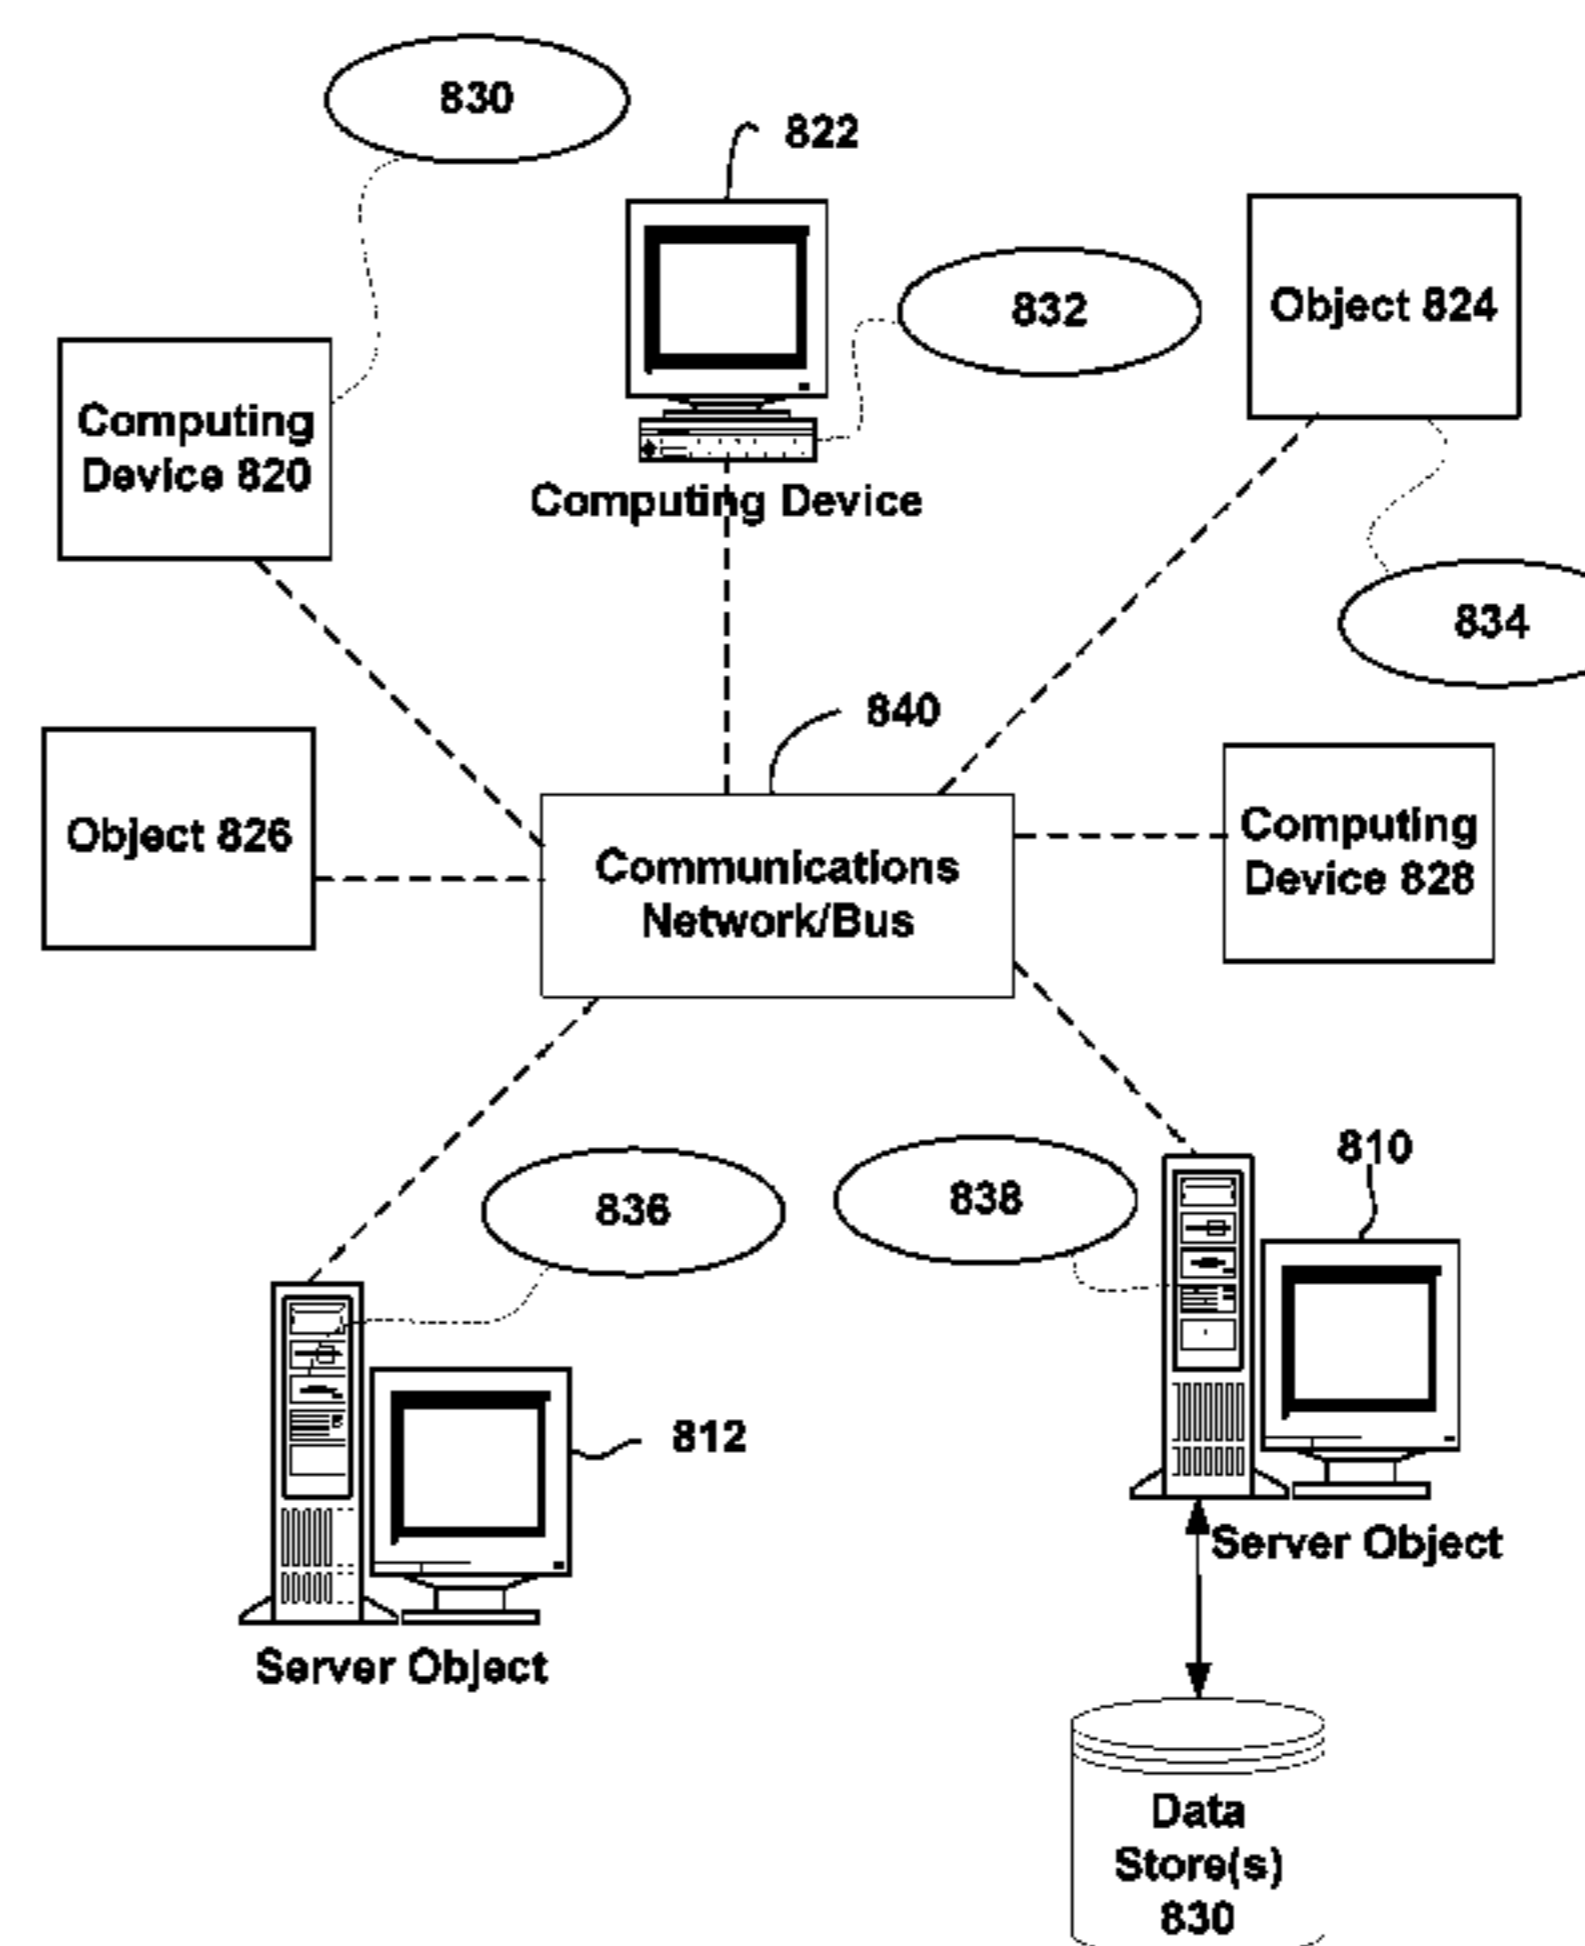 830
822
832
Object 824
Computing
Device 820
Computing Device
834
840
Object 826
Communications
Network/Bus
Computing
Device 828
836
838
810
812
Server Object
Server Object
Data
Store(s)
830